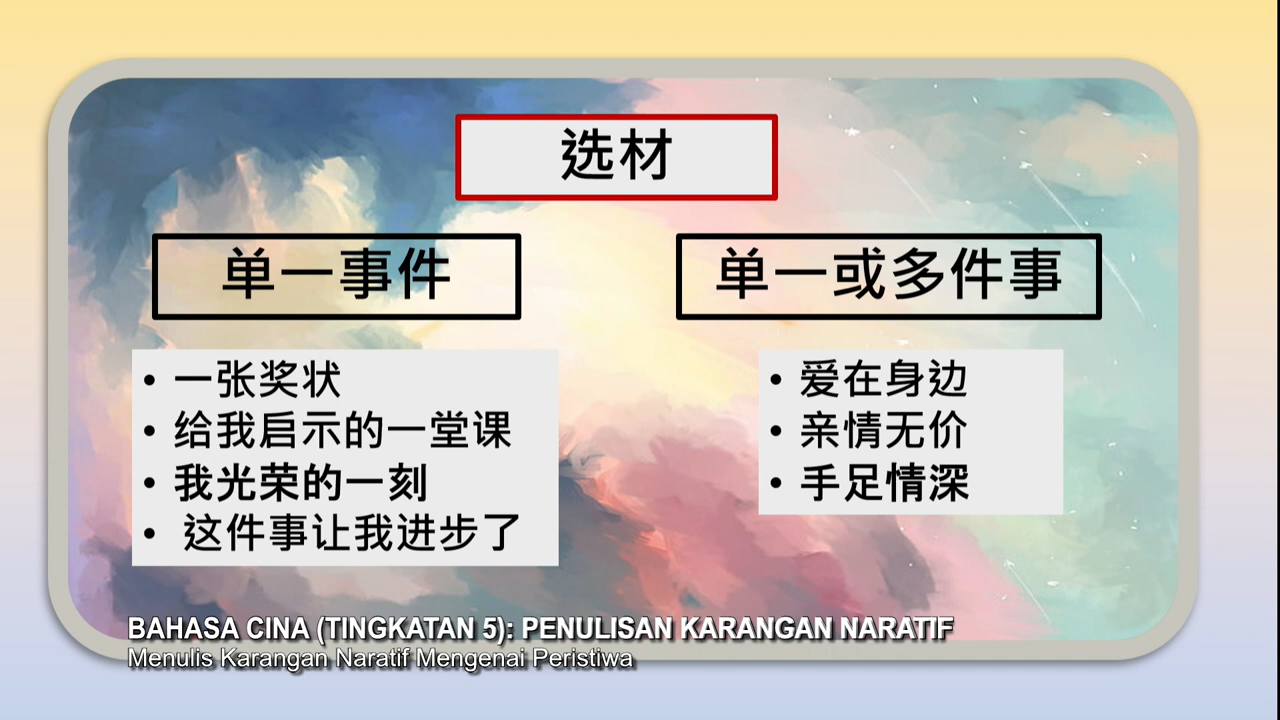 选材
单一事件
一张奖状
给我启示的一堂课
我光荣的一刻
这件事让我进步了
单一或多件事
爱在身边
亲情无价
手足情深
BAHASA CINA (TINGKATAN 5): PENULISAN KARANGAN NARATIF
Menulis Karangan Naratif Mengenai Peristiwa